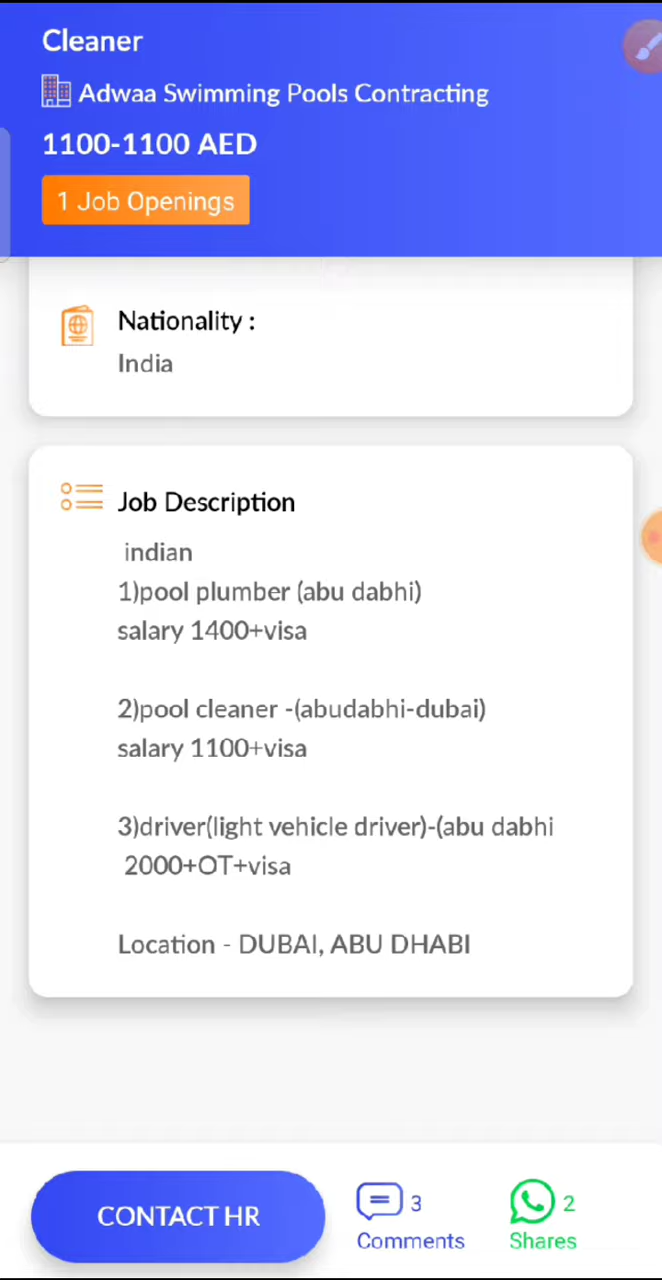 Cleaner
Adwaa Swimming Pools Contracting
1100-1100 AED
1 Job Openings
Nationality :
India
Job Description
indian
1)pool plumber (abu dabhi)
salary 1400+visa
2)pool cleaner -(abudabhi-dubai)
salary 1100+visa
3)driver(light vehicle driver)-(abu dabhi
2000+OT+visa
Location - DUBAI, ABU DHABI
CONTACT HR
3
Comments
2
Shares